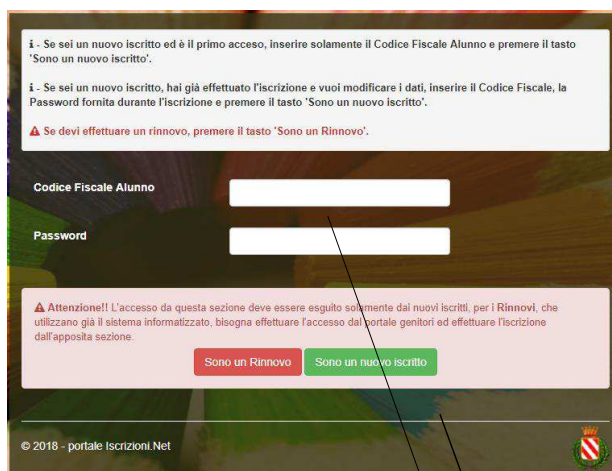 i - Se sei un nuovo iscritto ed è il primo accesso, inserire solamente il Codice Fiscale Alunno e premere il tasto
'Sono un nuovo iscritto'.
i - Se sei un nuovo iscritto, hai già effettuato l'iscrizione e vuoi modificare i dati, inserire il Codice Fiscale, la
Password fornita durante l'iscrizione e premere il tasto 'Sono un nuovo iscritto'.
Se devi effettuare un rinnovo, premere il tasto 'Sono un Rinnovo'.
Codice Fiscale Alunno
Password
Attenzione!! L'accesso da questa sezione deve essere esguito solamente dai nuovi iscritti, per i Rinnovi, che
utilizzano già il sistema informatizzato, bisogna effettuare l'accesso dal portale genitori ed effettuare l'iscrizione
dall'apposita sezione.
Sono un Rinnovo Sono un nuovo iscritto
© 2018 - portale Iscrizioni.Net